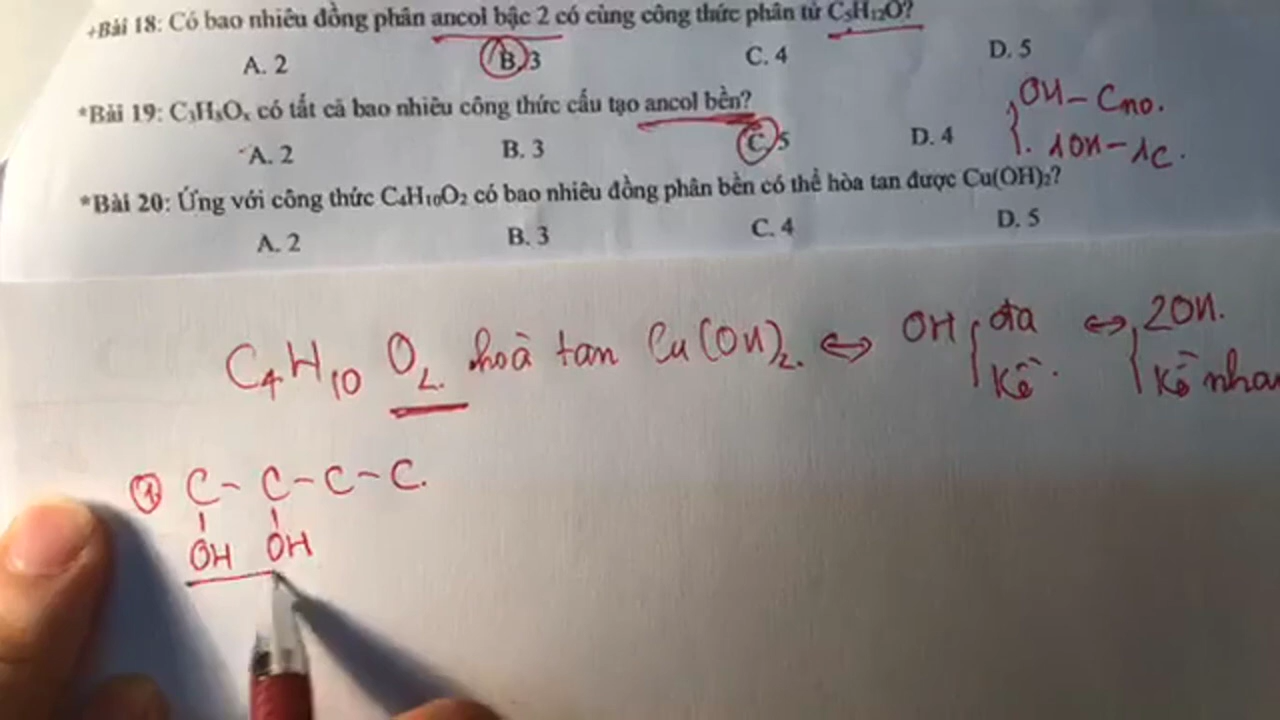 +Bài 18: Có bao nhiêu đồng phân ancol bậc 2 có cùng công thức phân tử C₅H₁₂O?
A. 2 B. 3 C. 4 D. 5
*Bài 19: C₃H₈Oₓ có tất cả bao nhiêu công thức cấu tạo ancol bền?
A. 2 B. 3 C. 5 D. 4
OH - C no.
1OH - 1C.
*Bài 20: Ứng với công thức C₄H₁₀O₂ có bao nhiêu đồng phân bền có thể hòa tan được Cu(OH)₂?
A. 2 B. 3 C. 4 D. 5
C₄H₁₀O₂ hoà tan Cu(OH)₂. ⇔ OH đa ⇔ 2OH.
kề. kề nhau
① C - C - C - C.
OH OH